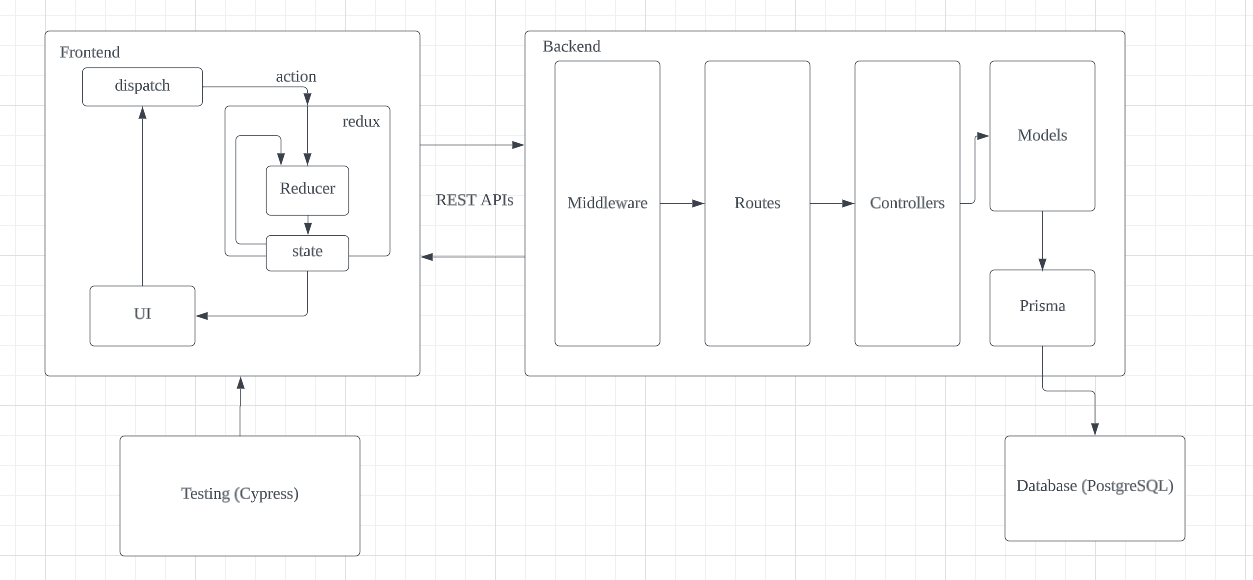 Frontend
dispatch
action
redux
Reducer
state
UI
REST APIs
Backend
Middleware
Routes
Controllers
Models
Prisma
Testing (Cypress)
Database (PostgreSQL)